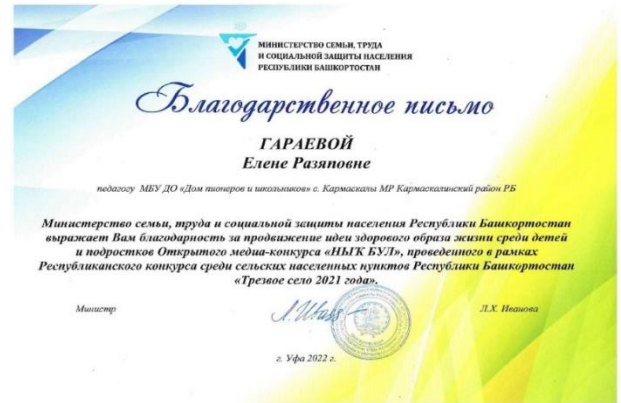 МИНИСТЕРСТВО СЕМЬИ, ТРУДА
И СОЦИАЛЬНОЙ ЗАЩИТЫ НАСЕЛЕНИЯ
РЕСПУБЛИКИ БАШКОРТОСТАН
Благодарственное письмо
ГАРАЕВОЙ
Елене Разяповне
педагогу МБУ ДО «Дом пионеров и школьников» с. Кармаскалы МР Кармаскалинский район РБ
Министерство семьи, труда и социальной защиты населения Республики Башкортостан
выражает Вам благодарность за продвижение идеи здорового образа жизни среди детей
и подростков Открытого медиа-конкурса «НЫҠ БУЛ», проведенного в рамках
Республиканского конкурса среди сельских населенных пунктов Республики Башкортостан
«Трезвое село 2021 года».
Министр Л.Х. Иванова
г. Уфа 2022 г.